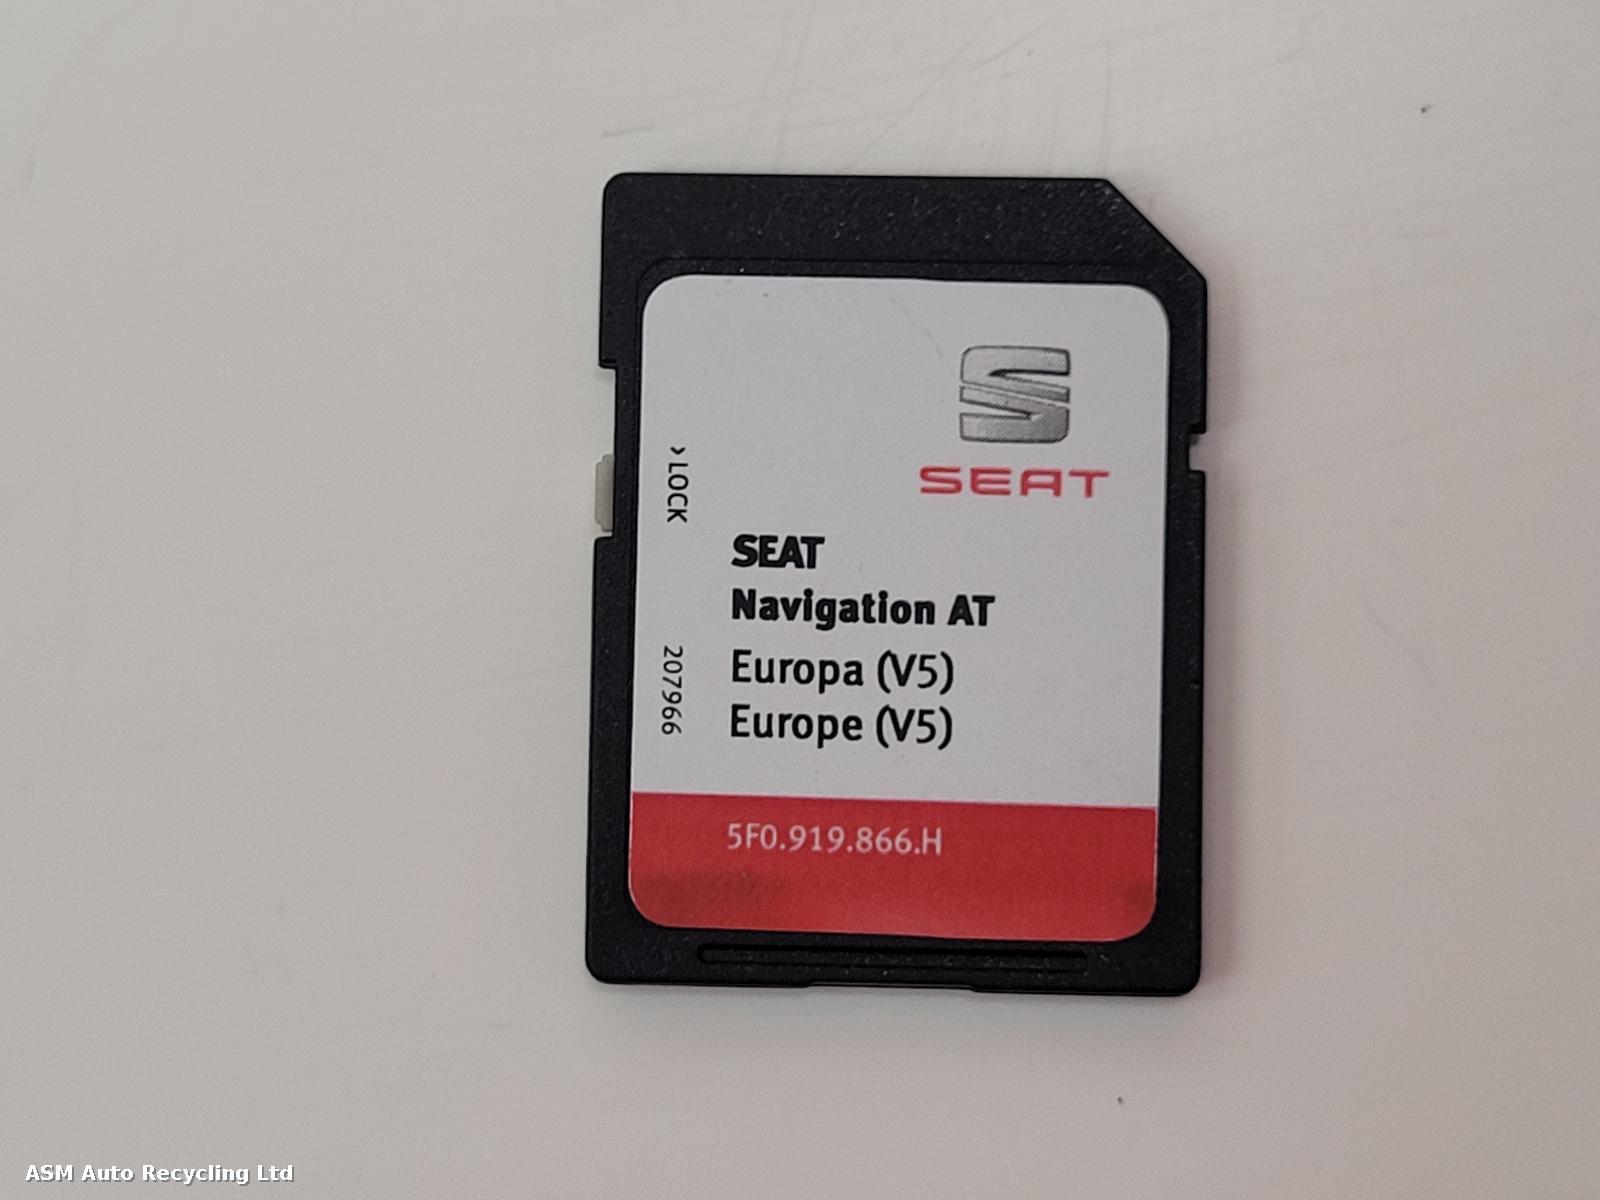 SEAT
› LOCK
SEAT
Navigation AT
Europa (V5)
Europe (V5)
207966
5F0.919.866.H
ASM Auto Recycling Ltd